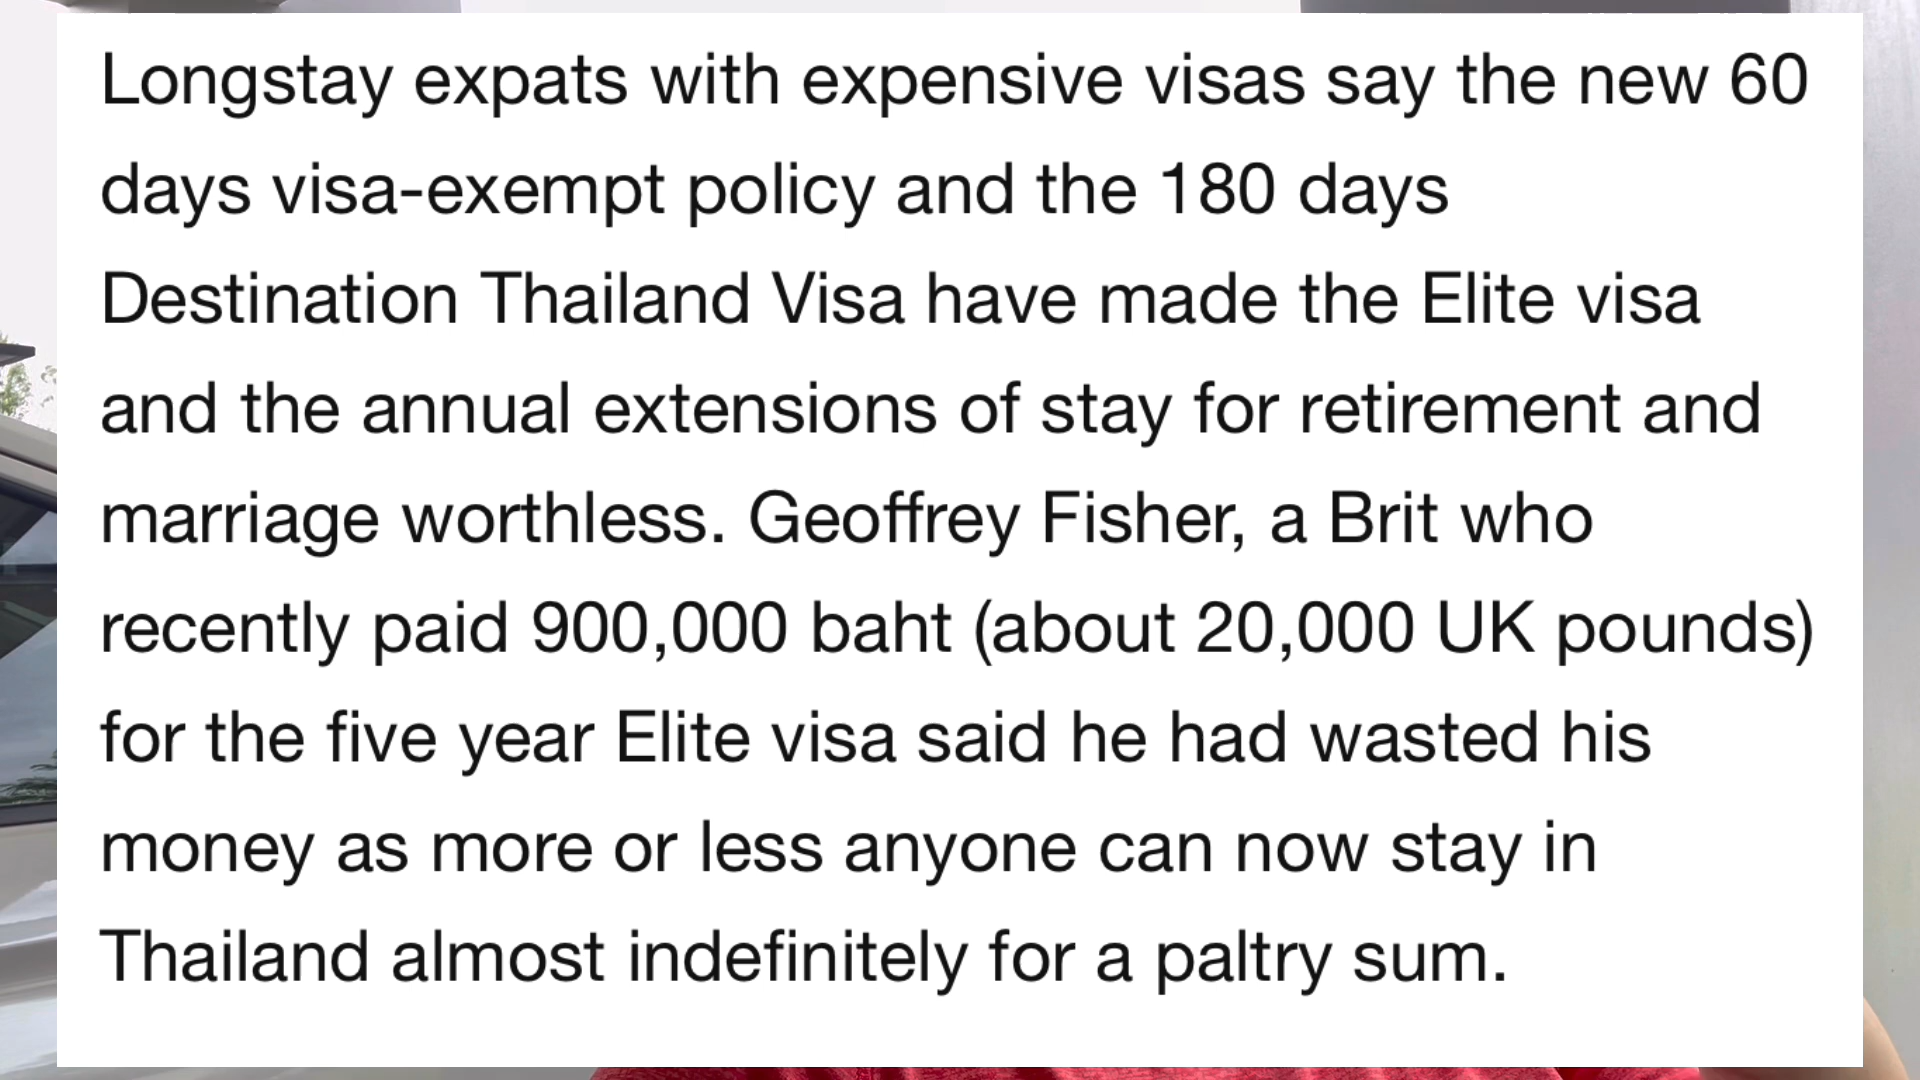 Longstay expats with expensive visas say the new 60
days visa-exempt policy and the 180 days
Destination Thailand Visa have made the Elite visa
and the annual extensions of stay for retirement and
marriage worthless. Geoffrey Fisher, a Brit who
recently paid 900,000 baht (about 20,000 UK pounds)
for the five year Elite visa said he had wasted his
money as more or less anyone can now stay in
Thailand almost indefinitely for a paltry sum.